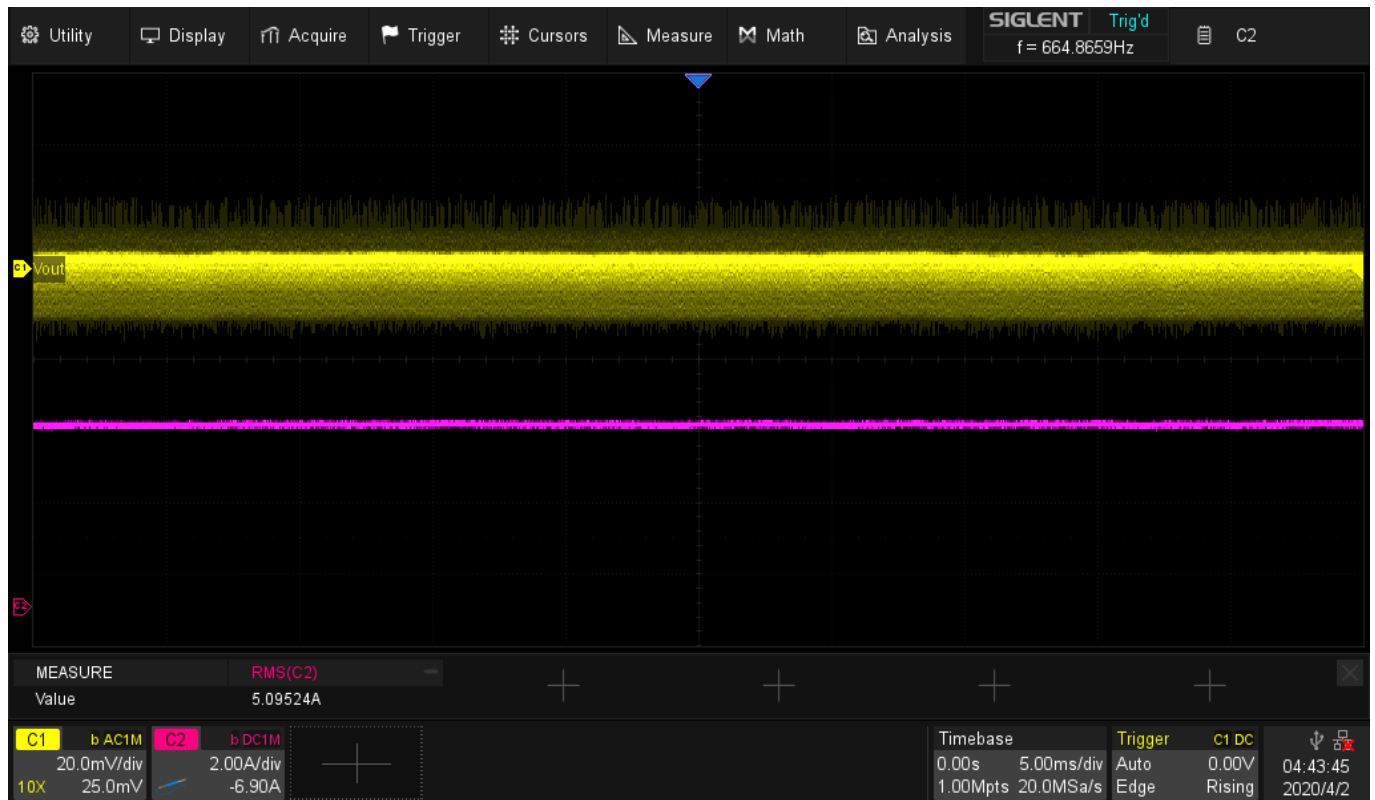 Utility Display Acquire Trigger Cursors Measure Math Analysis SIGLENT Trig'd C2
f = 664.8659Hz
C1 Vout
C2
MEASURE RMS(C2)
Value 5.09524A
C1 b AC1M C2 b DC1M Timebase Trigger C1 DC
20.0mV/div 2.00A/div 0.00s 5.00ms/div Auto 0.00V 04:43:45
10X 25.0mV -6.90A 1.00Mpts 20.0MSa/s Edge Rising 2020/4/2